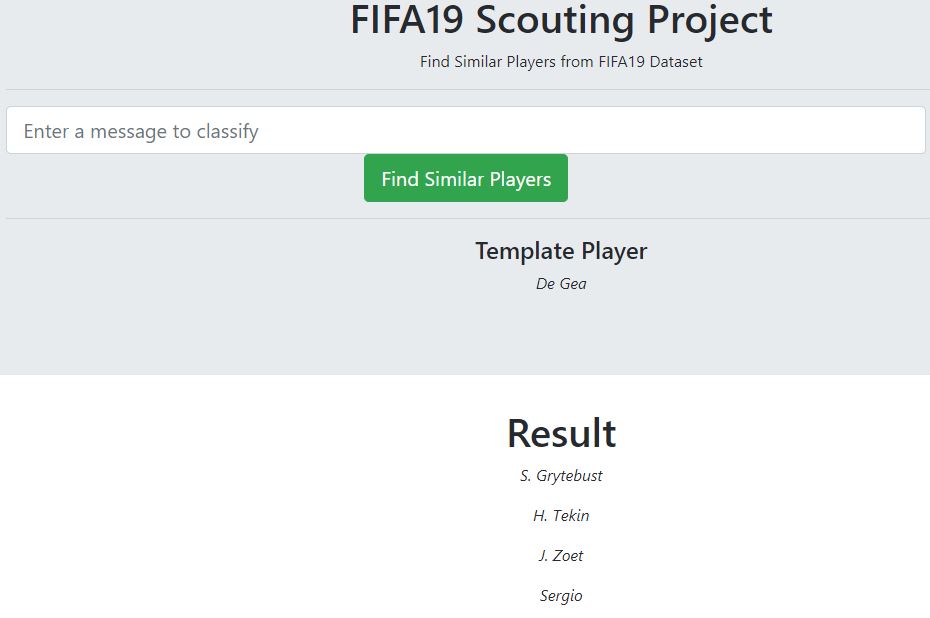 FIFA19 Scouting Project
Find Similar Players from FIFA19 Dataset
Enter a message to classify
Find Similar Players
Template Player
De Gea
Result
S. Grytebust
H. Tekin
J. Zoet
Sergio